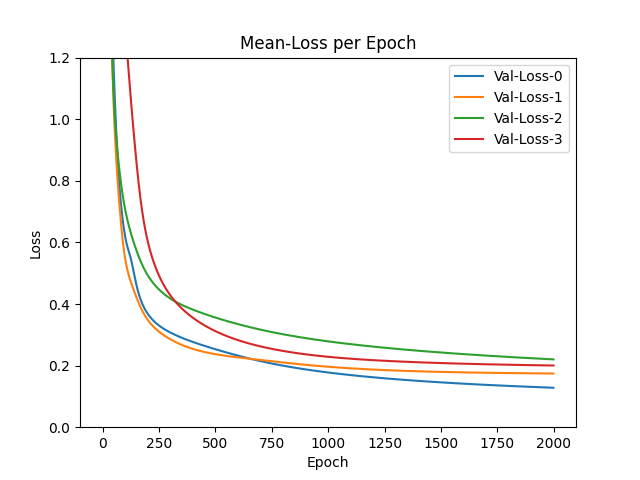 Mean-Loss per Epoch
Val-Loss-0
Val-Loss-1
Val-Loss-2
Val-Loss-3
Loss
1.2
1.0
0.8
0.6
0.4
0.2
0.0
0 250 500 750 1000 1250 1500 1750 2000
Epoch